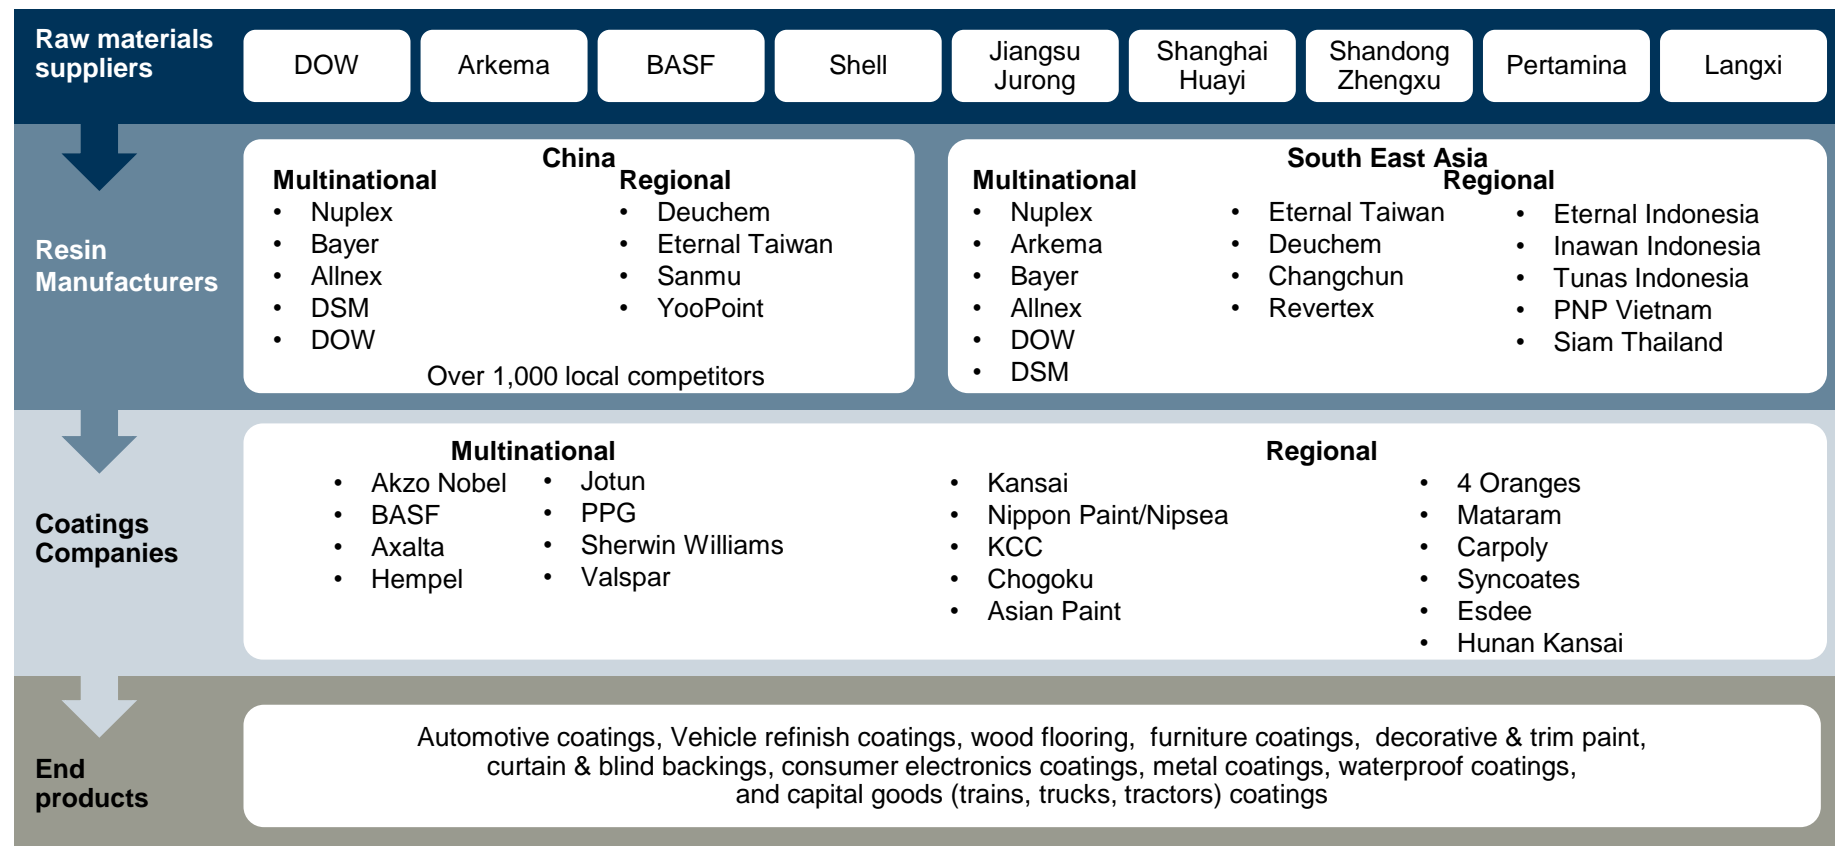 Raw materials
suppliers
DOW
Arkema
BASF
Shell
Jiangsu
Jurong
Shanghai
Huayi
Shandong
Zhengxu
Pertamina
Langxi
Resin
Manufacturers
China
Multinational
• Nuplex
• Bayer
• Allnex
• DSM
• DOW
Regional
• Deuchem
• Eternal Taiwan
• Sanmu
• YooPoint
Over 1,000 local competitors
South East Asia
Multinational
• Nuplex
• Arkema
• Bayer
• Allnex
• DOW
• DSM
Regional
• Eternal Taiwan
• Deuchem
• Changchun
• Revertex
• Eternal Indonesia
• Inawan Indonesia
• Tunas Indonesia
• PNP Vietnam
• Siam Thailand
Coatings
Companies
Multinational
• Akzo Nobel
• BASF
• Axalta
• Hempel
• Jotun
• PPG
• Sherwin Williams
• Valspar
Regional
• Kansai
• Nippon Paint/Nipsea
• KCC
• Chogoku
• Asian Paint
• 4 Oranges
• Mataram
• Carpoly
• Syncoates
• Esdee
• Hunan Kansai
End
products
Automotive coatings, Vehicle refinish coatings, wood flooring, furniture coatings, decorative & trim paint,
curtain & blind backings, consumer electronics coatings, metal coatings, waterproof coatings,
and capital goods (trains, trucks, tractors) coatings